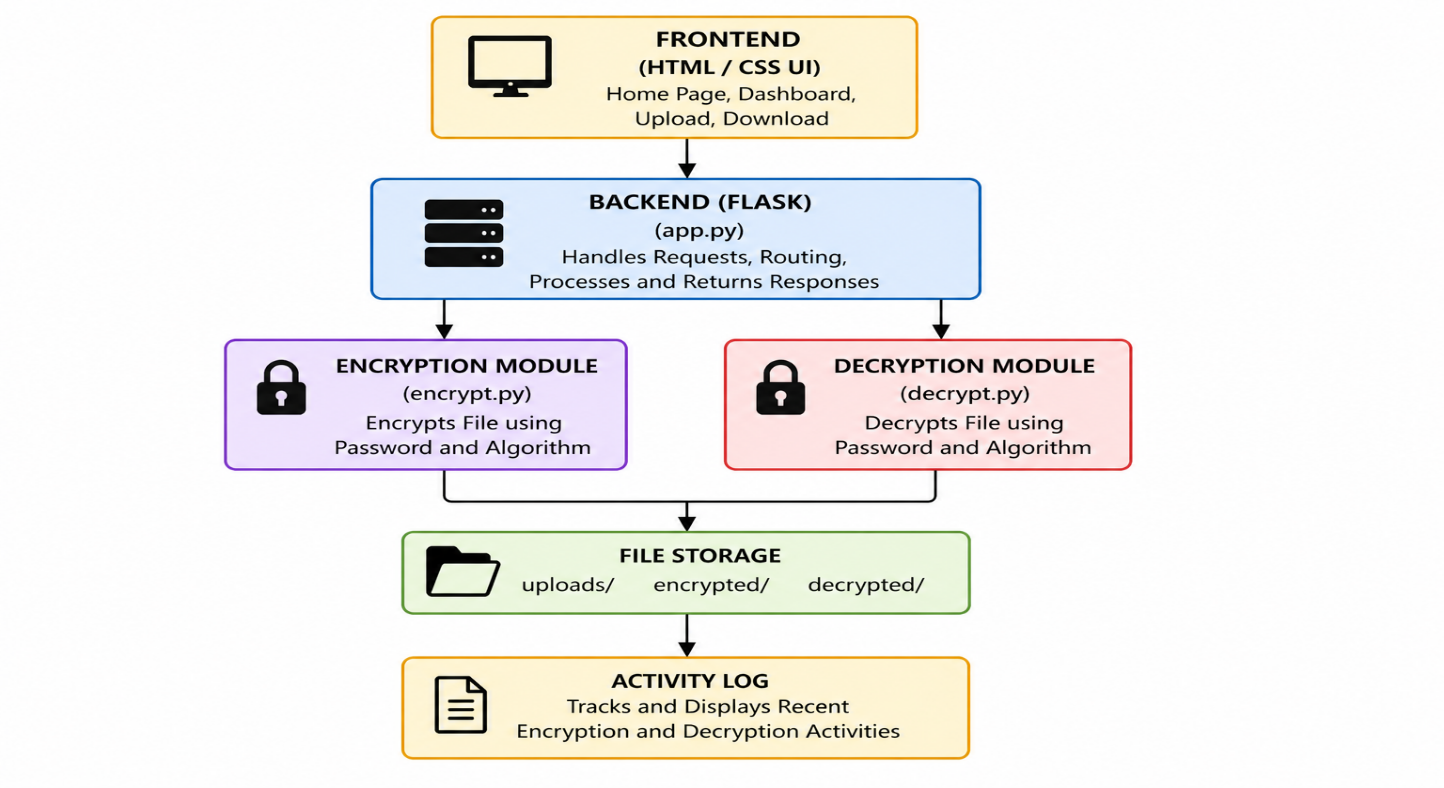 FRONTEND
(HTML / CSS UI)
Home Page, Dashboard,
Upload, Download
BACKEND (FLASK)
(app.py)
Handles Requests, Routing,
Processes and Returns Responses
ENCRYPTION MODULE
(encrypt.py)
Encrypts File using
Password and Algorithm
DECRYPTION MODULE
(decrypt.py)
Decrypts File using
Password and Algorithm
FILE STORAGE
uploads/ encrypted/ decrypted/
ACTIVITY LOG
Tracks and Displays Recent
Encryption and Decryption Activities